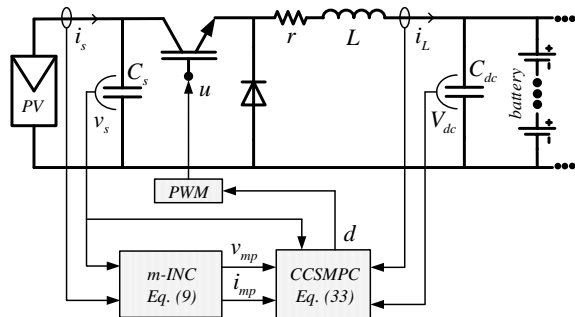 i_s
r
L
i_L
PV
C_s
v_s
u
C_dc
V_dc
battery
+
-
+
-
PWM
d
m-INC
Eq. (9)
v_mp
i_mp
CCSMPC
Eq. (33)